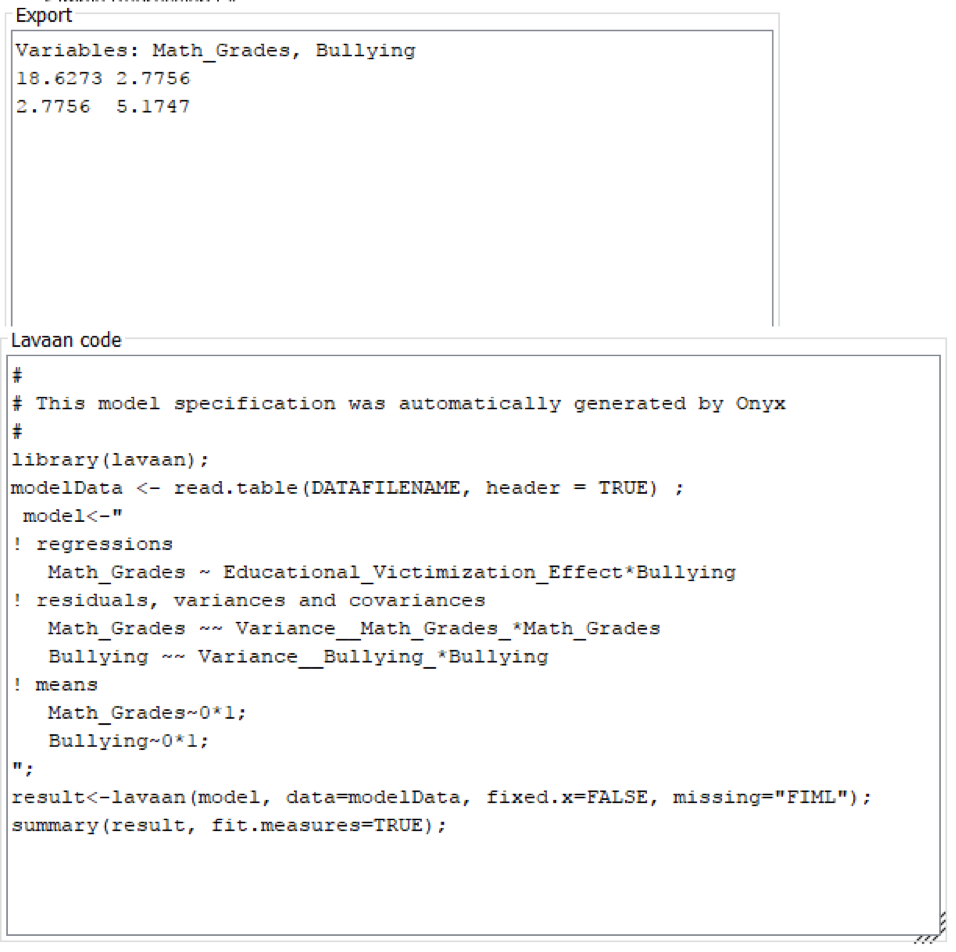 Export
Variables: Math_Grades, Bullying
18.6273 2.7756
2.7756  5.1747
Lavaan code
#
# This model specification was automatically generated by Onyx
#
library(lavaan);
modelData <- read.table(DATAFILENAME, header = TRUE) ;
 model<-"
! regressions
   Math_Grades ~ Educational_Victimization_Effect*Bullying
! residuals, variances and covariances
   Math_Grades ~~ Variance__Math_Grades_*Math_Grades
   Bullying ~~ Variance__Bullying_*Bullying
! means
   Math_Grades~0*1;
   Bullying~0*1;
";
result<-lavaan(model, data=modelData, fixed.x=FALSE, missing="FIML");
summary(result, fit.measures=TRUE);